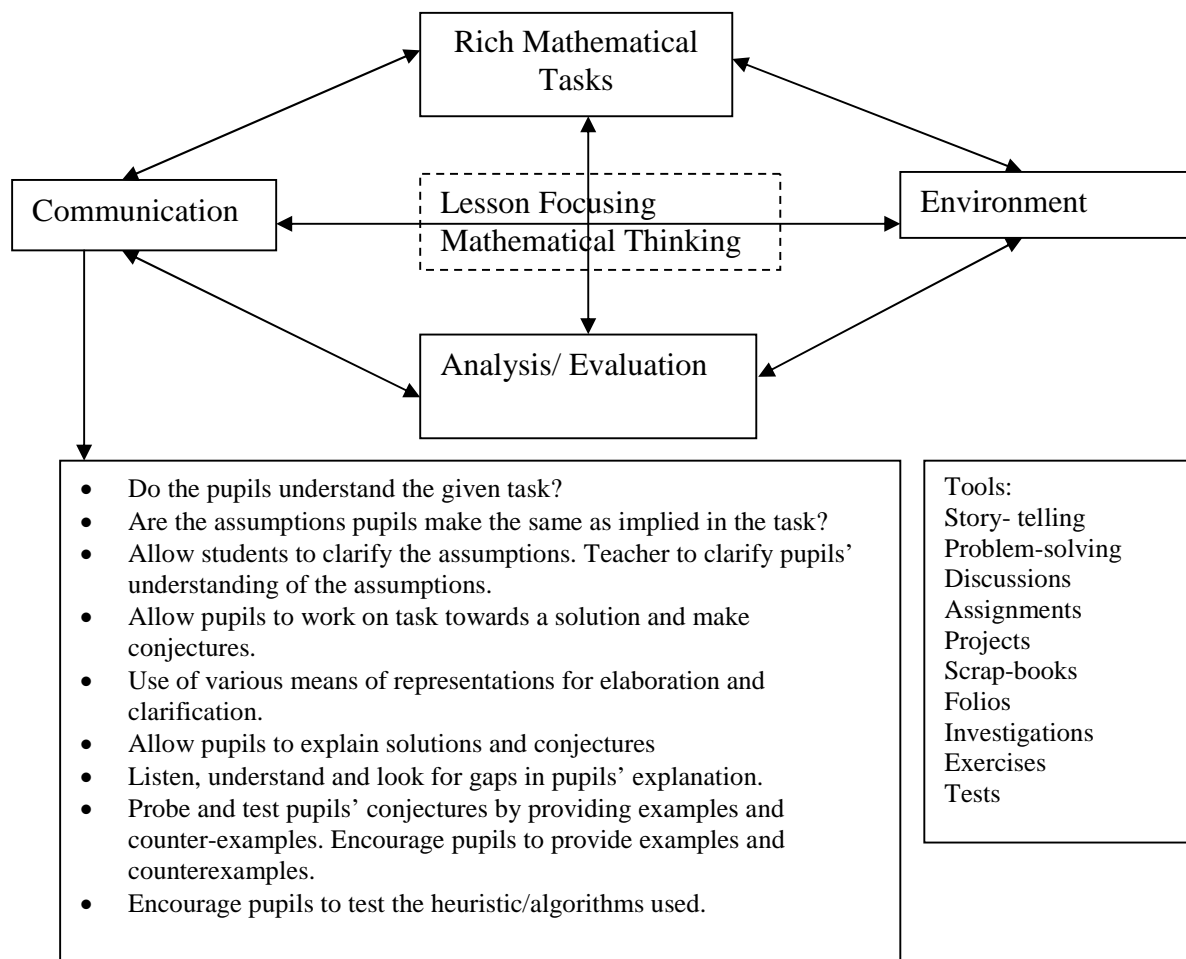 Rich Mathematical
Tasks
Communication
Lesson Focusing
Mathematical Thinking
Environment
Analysis/ Evaluation
• Do the pupils understand the given task?
• Are the assumptions pupils make the same as implied in the task?
• Allow students to clarify the assumptions. Teacher to clarify pupils’
understanding of the assumptions.
• Allow pupils to work on task towards a solution and make
conjectures.
• Use of various means of representations for elaboration and
clarification.
• Allow pupils to explain solutions and conjectures
• Listen, understand and look for gaps in pupils’ explanation.
• Probe and test pupils’ conjectures by providing examples and
counter-examples. Encourage pupils to provide examples and
counterexamples.
• Encourage pupils to test the heuristic/algorithms used.
Tools:
Story- telling
Problem-solving
Discussions
Assignments
Projects
Scrap-books
Folios
Investigations
Exercises
Tests